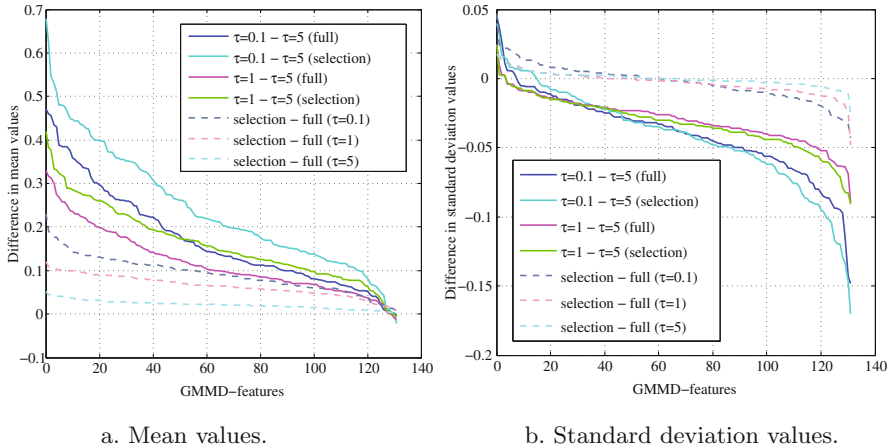 0.7
0.6
0.5
0.4
0.3
0.2
0.1
0
−0.1
Difference in mean values
τ=0.1 − τ=5 (full)
τ=0.1 − τ=5 (selection)
τ=1 − τ=5 (full)
τ=1 − τ=5 (selection)
selection − full (τ=0.1)
selection − full (τ=1)
selection − full (τ=5)
0 20 40 60 80 100 120 140
GMMD−features
a. Mean values.
0.05
0
−0.05
−0.1
−0.15
−0.2
Difference in standard deviation values
τ=0.1 − τ=5 (full)
τ=0.1 − τ=5 (selection)
τ=1 − τ=5 (full)
τ=1 − τ=5 (selection)
selection − full (τ=0.1)
selection − full (τ=1)
selection − full (τ=5)
0 20 40 60 80 100 120 140
GMMD−features
b. Standard deviation values.